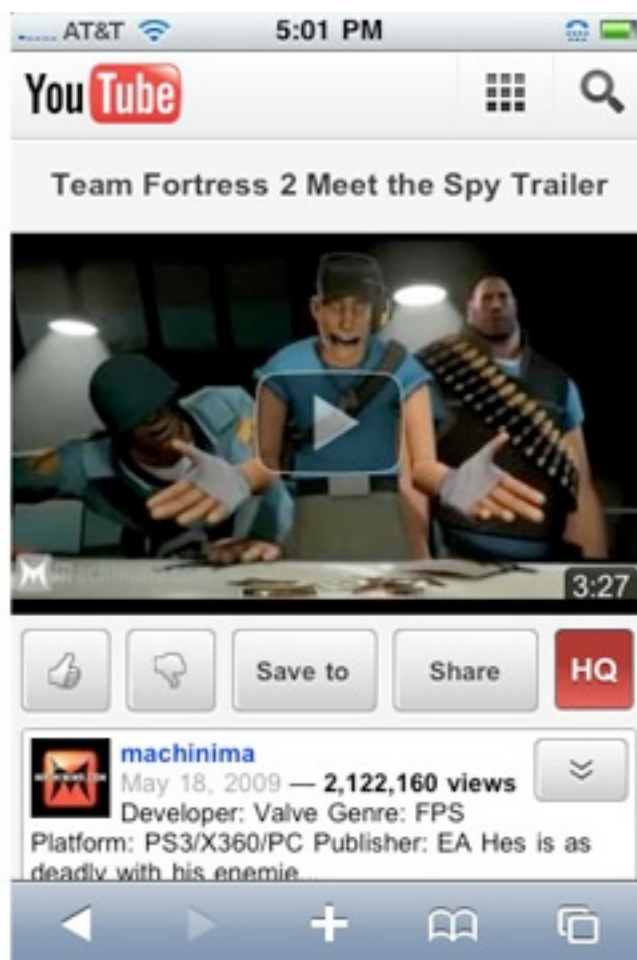 AT&T 5:01 PM
YouTube
Team Fortress 2 Meet the Spy Trailer
3:27
Save to Share HQ
machinima
May 18, 2009 — 2,122,160 views
Developer: Valve Genre: FPS
Platform: PS3/X360/PC Publisher: EA Hes is as
deadly with his enemie...